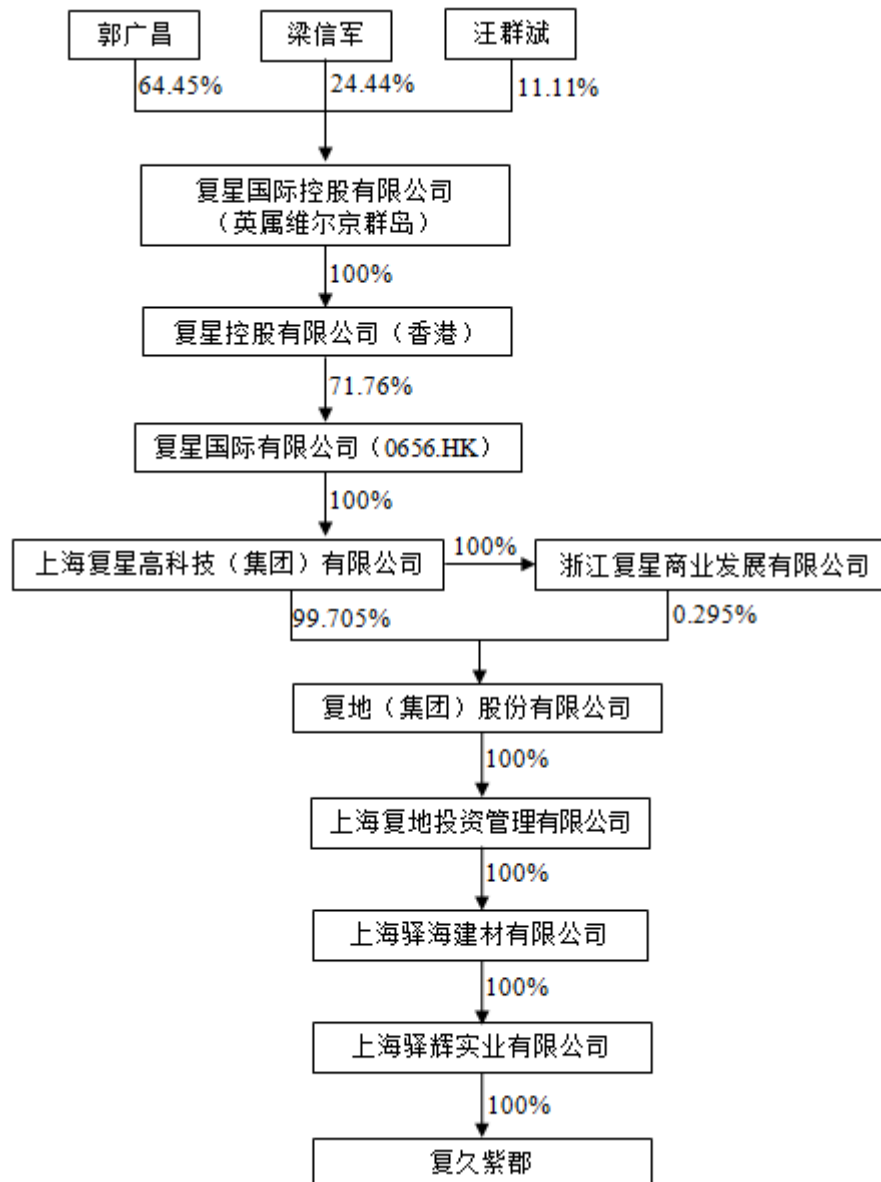 郭广昌
梁信军
汪群斌
64.45%
24.44%
11.11%
复星国际控股有限公司
（英属维尔京群岛）
100%
复星控股有限公司（香港）
71.76%
复星国际有限公司（0656.HK）
100%
上海复星高科技（集团）有限公司
100%
浙江复星商业发展有限公司
99.705%
0.295%
复地（集团）股份有限公司
100%
上海复地投资管理有限公司
100%
上海驿海建材有限公司
100%
上海驿辉实业有限公司
100%
复久紫郡